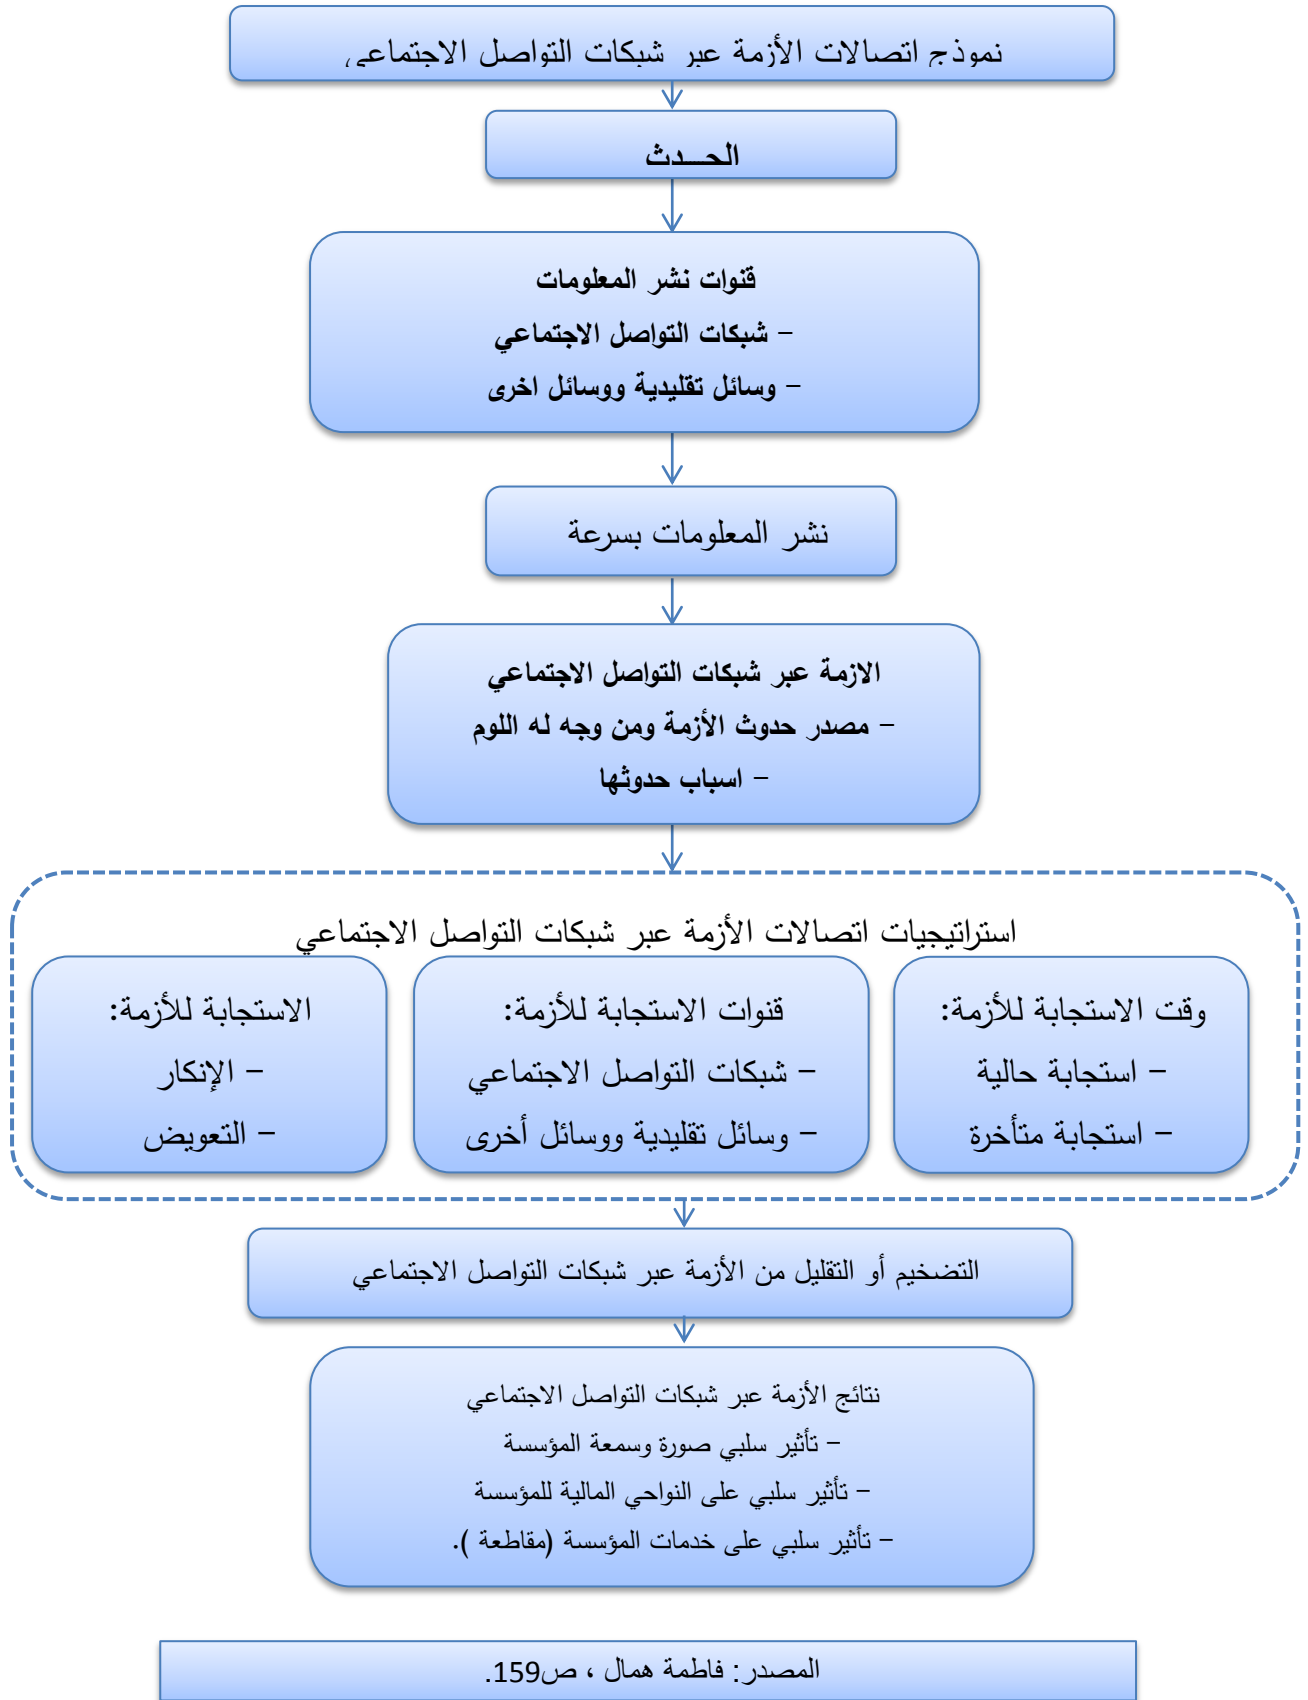 نموذج اتصالات الأزمة عبر شبكات التواصل الاجتماعي
الحـــدث
قنوات نشر المعلومات
- شبكات التواصل الاجتماعي
- وسائل تقليدية ووسائل اخرى
نشر المعلومات بسرعة
الازمة عبر شبكات التواصل الاجتماعي
- مصدر حدوث الأزمة ومن وجه له اللوم
- اسباب حدوثها
استراتيجيات اتصالات الأزمة عبر شبكات التواصل الاجتماعي
وقت الاستجابة للأزمة:
- استجابة حالية
- استجابة متأخرة
قنوات الاستجابة للأزمة:
- شبكات التواصل الاجتماعي
- وسائل تقليدية ووسائل أخرى
الاستجابة للأزمة:
- الإنكار
- التعويض
التضخيم أو التقليل من الأزمة عبر شبكات التواصل الاجتماعي
نتائج الأزمة عبر شبكات التواصل الاجتماعي
- تأثير سلبي صورة وسمعة المؤسسة
- تأثير سلبي على النواحي المالية للمؤسسة
- تأثير سلبي على خدمات المؤسسة (مقاطعة ).
المصدر: فاطمة همال ، ص159.